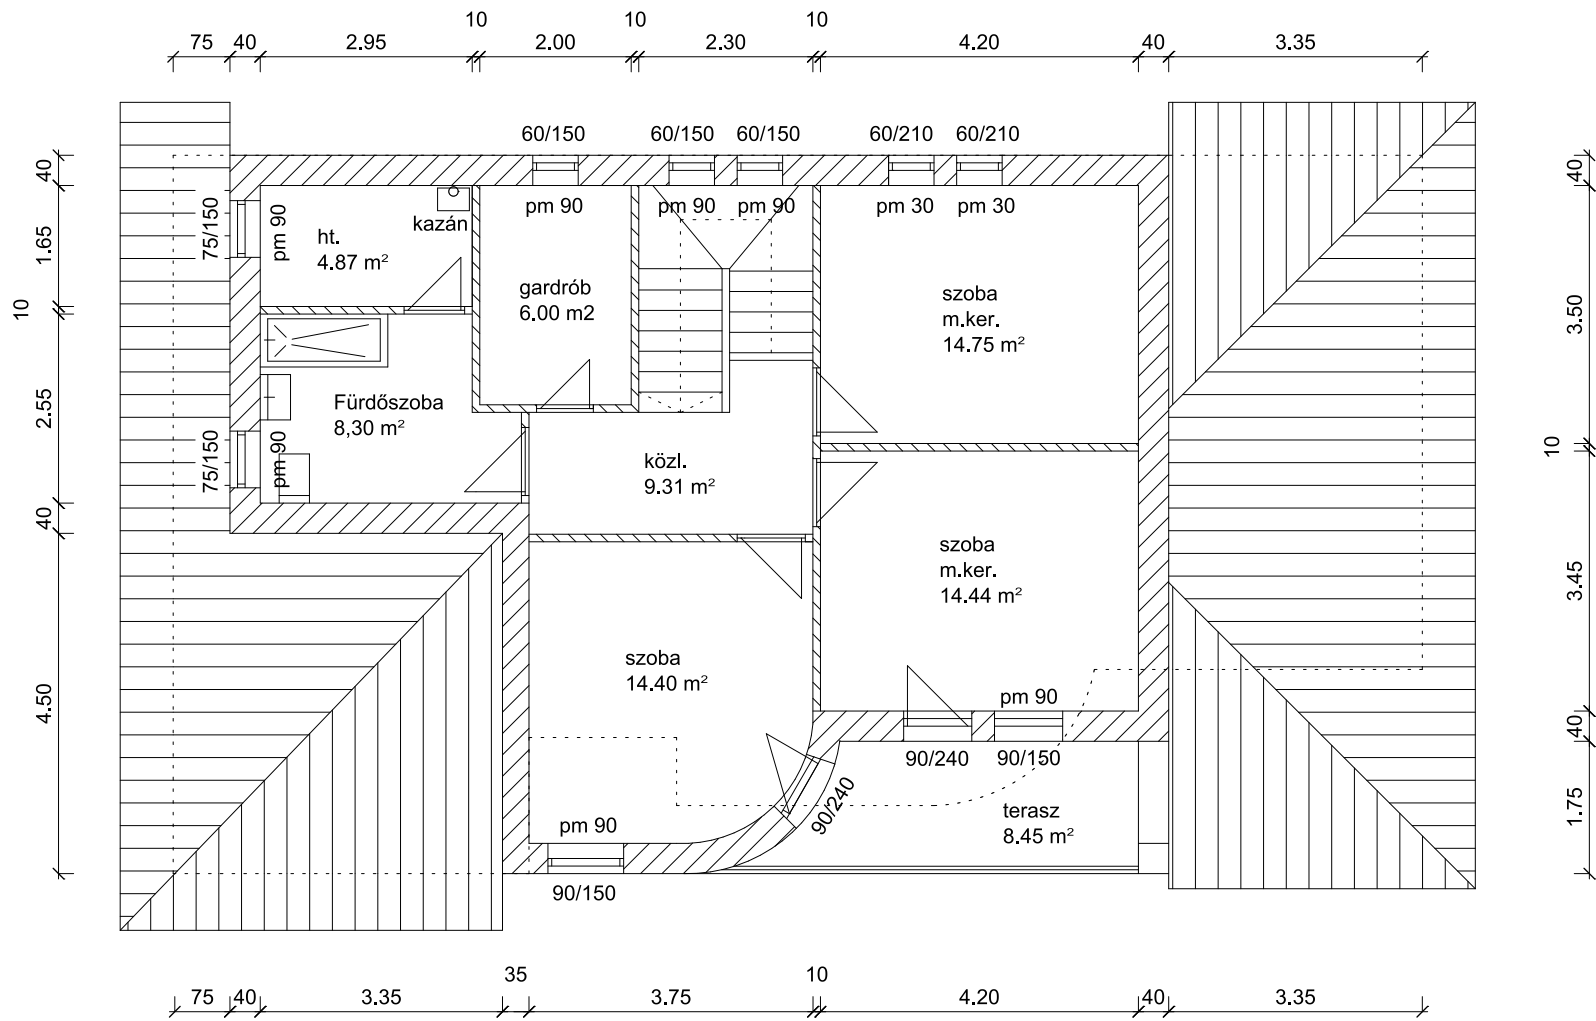 10
10
10
75
40
2.95
2.00
2.30
4.20
40
3.35
60/150
60/150
60/150
60/210
60/210
40
1.65
10
2.55
40
4.50
75/150
pm 90
75/150
pm 90
pm 90
pm 90
pm 90
pm 30
pm 30
kazán
ht.
4.87 m²
gardrób
6.00 m2
szoba
m.ker.
14.75 m²
Fürdőszoba
8,30 m²
közl.
9.31 m²
szoba
m.ker.
14.44 m²
szoba
14.40 m²
pm 90
90/240
90/150
90/240
terasz
8.45 m²
pm 90
90/150
40
3.50
10
3.45
40
1.75
35
10
75
40
3.35
3.75
4.20
40
3.35